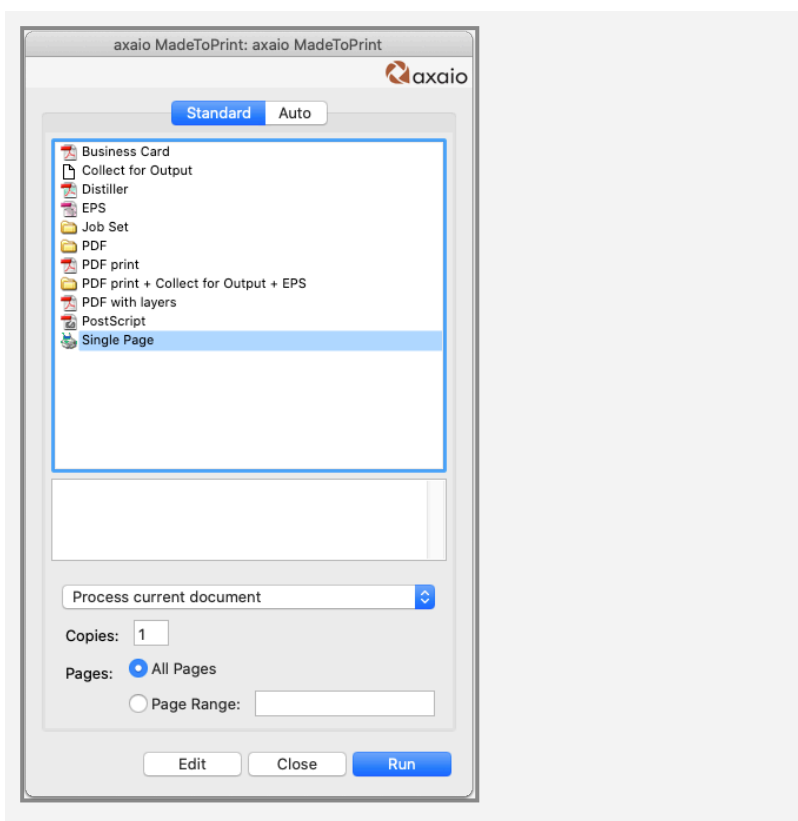 axaio MadeToPrint: axaio MadeToPrint
axaio
Standard Auto
Business Card
Collect for Output
Distiller
EPS
Job Set
PDF
PDF print
PDF print + Collect for Output + EPS
PDF with layers
PostScript
Single Page
Process current document
Copies: 1
Pages: All Pages
Page Range:
Edit Close Run